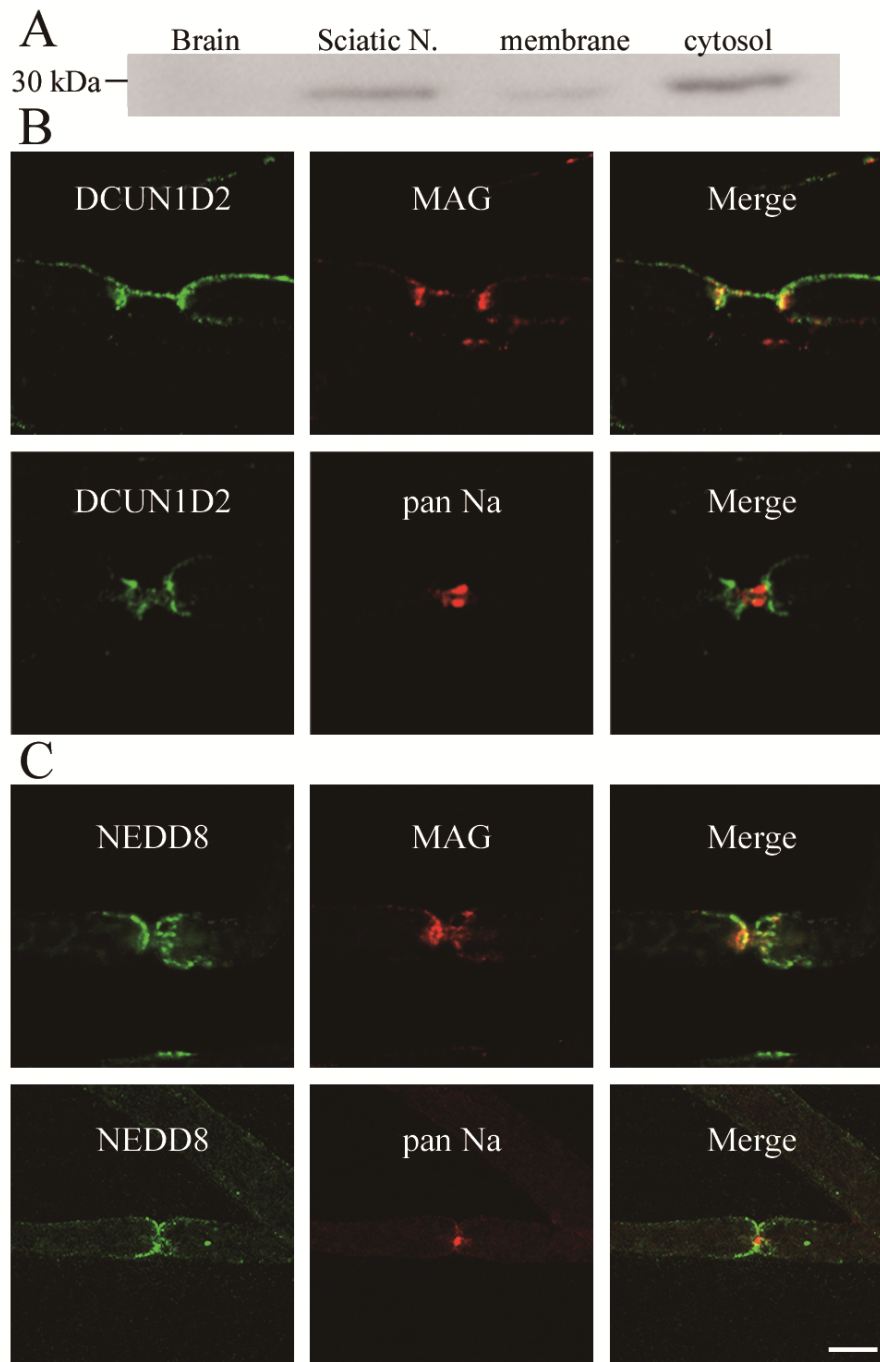 A
Brain Sciatic N. membrane cytosol
30 kDa
B
DCUN1D2 MAG Merge
DCUN1D2 pan Na Merge
C
NEDD8 MAG Merge
NEDD8 pan Na Merge